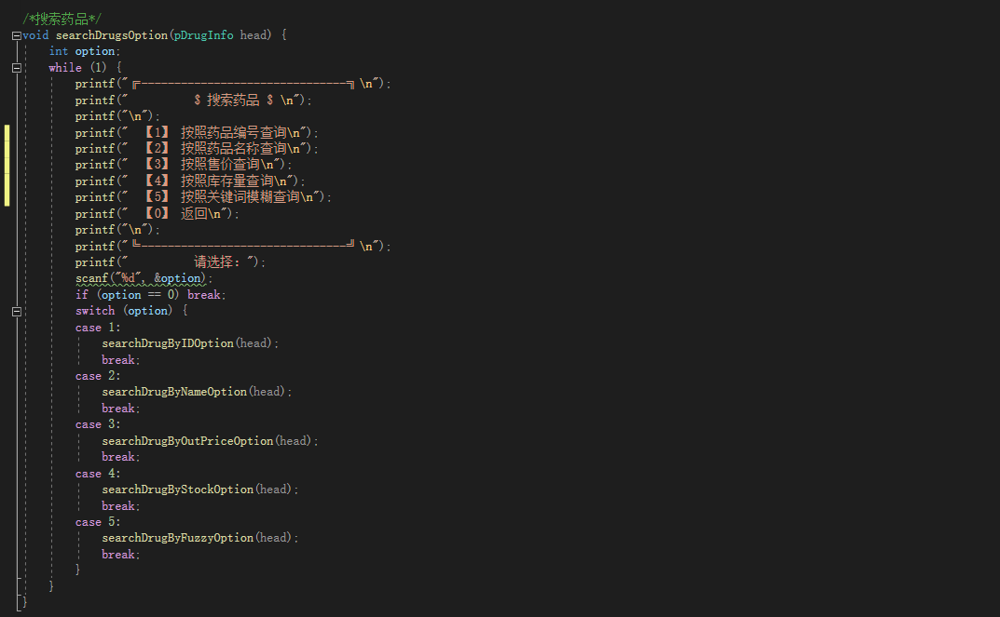 /*搜索药品*/
void searchDrugsOption(pDrugInfo head) {
    int option;
    while (1) {
        printf("╔-------------------------------╗\n");
        printf("          $ 搜索药品 $ \n");
        printf("\n");
        printf("  【1】 按照药品编号查询\n");
        printf("  【2】 按照药品名称查询\n");
        printf("  【3】 按照售价查询\n");
        printf("  【4】 按照库存量查询\n");
        printf("  【5】 按照关键词模糊查询\n");
        printf("  【0】 返回\n");
        printf("\n");
        printf("╚-------------------------------╝\n");
        printf("          请选择：");
        scanf("%d", &option);
        if (option == 0) break;
        switch (option) {
        case 1:
            searchDrugByIDOption(head);
            break;
        case 2:
            searchDrugByNameOption(head);
            break;
        case 3:
            searchDrugByOutPriceOption(head);
            break;
        case 4:
            searchDrugByStockOption(head);
            break;
        case 5:
            searchDrugByFuzzyOption(head);
            break;
        }
    }
}